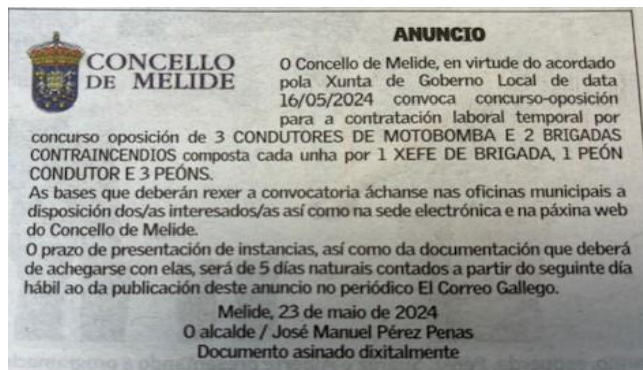 ANUNCIO
CONCELLO
DE MELIDE
O Concello de Melide, en virtude do acordado
pola Xunta de Goberno Local de data
16/05/2024 convoca concurso-oposición
para a contratación laboral temporal por
concurso oposición de 3 CONDUTORES DE MOTOBOMBA E 2 BRIGADAS
CONTRAINCENDIOS composta cada unha por 1 XEFE DE BRIGADA, 1 PEÓN
CONDUTOR E 3 PEÓNS.
As bases que deberán rexer a convocatoria áchanse nas oficinas municipais a
disposición dos/as interesados/as así como na sede electrónica e na páxina web
do Concello de Melide.
O prazo de presentación de instancias, así como da documentación que deberá
de achegarse con elas, será de 5 días naturais contados a partir do seguinte día
hábil ao da publicación deste anuncio no periódico El Correo Gallego.
Melide, 23 de maio de 2024
O alcalde / José Manuel Pérez Penas
Documento asinado dixitalmente